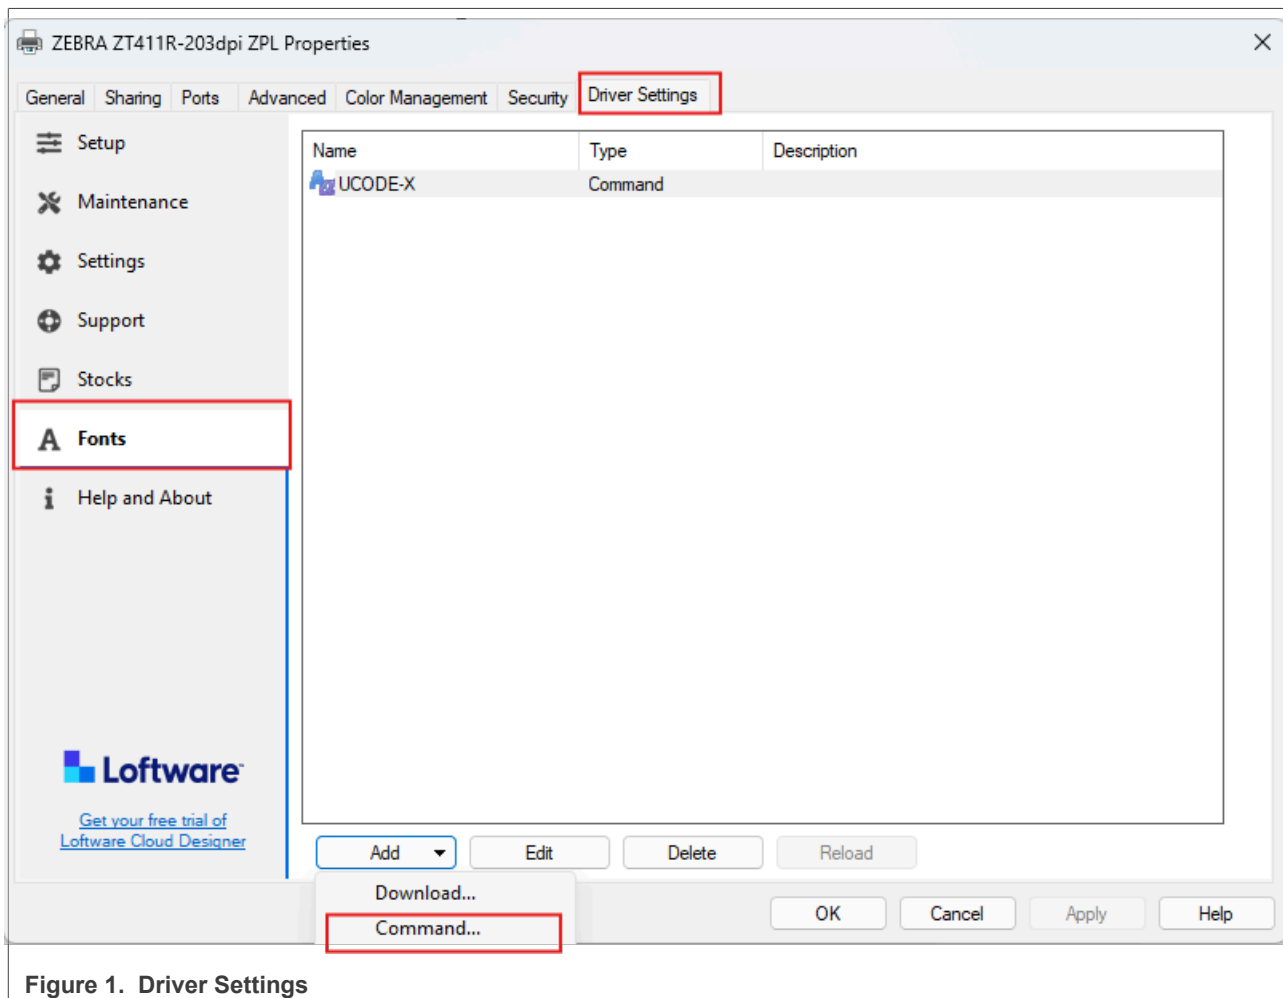 ZEBRA ZT411R-203dpi ZPL Properties
General Sharing Ports Advanced Color Management Security Driver Settings
Setup
Maintenance
Settings
Support
Stocks
Fonts
Help and About
Name Type Description
UCODE-X Command
Loftware
Get your free trial of
Loftware Cloud Designer
Add Edit Delete Reload
Download...
Command...
OK Cancel Apply Help
Figure 1. Driver Settings